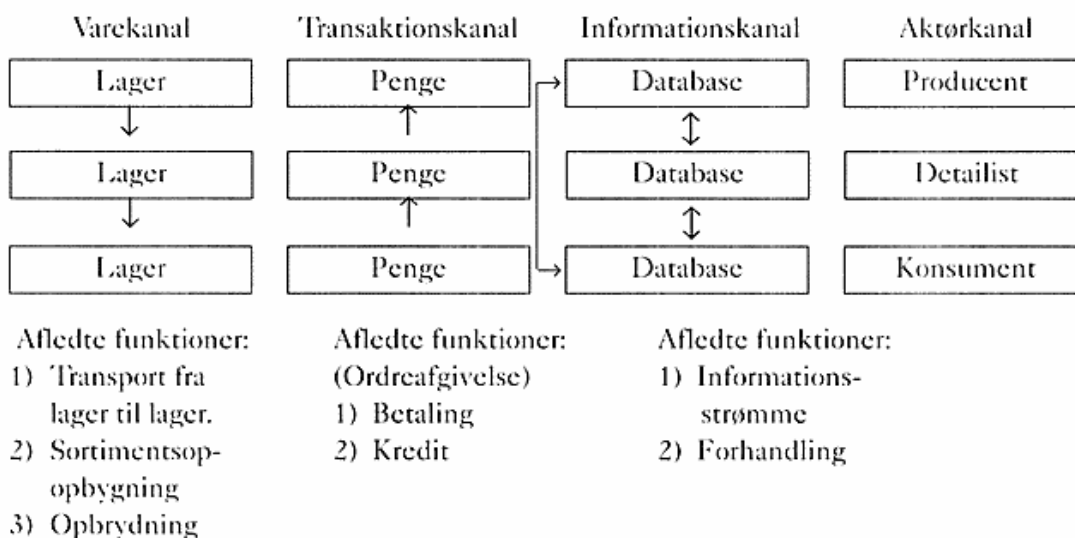 Varekanal Transaktionskanal Informationskanal Aktørkanal
Lager Penge Database Producent
Lager Penge Database Detailist
Lager Penge Database Konsument
Afledte funktioner: Afledte funktioner: Afledte funktioner:
1) Transport fra (Ordreafgivelse) 1) Informations-
lager til lager. 1) Betaling strømme
2) Sortimentsop- 2) Kredit 2) Forhandling
opbygning
3) Opbrydning